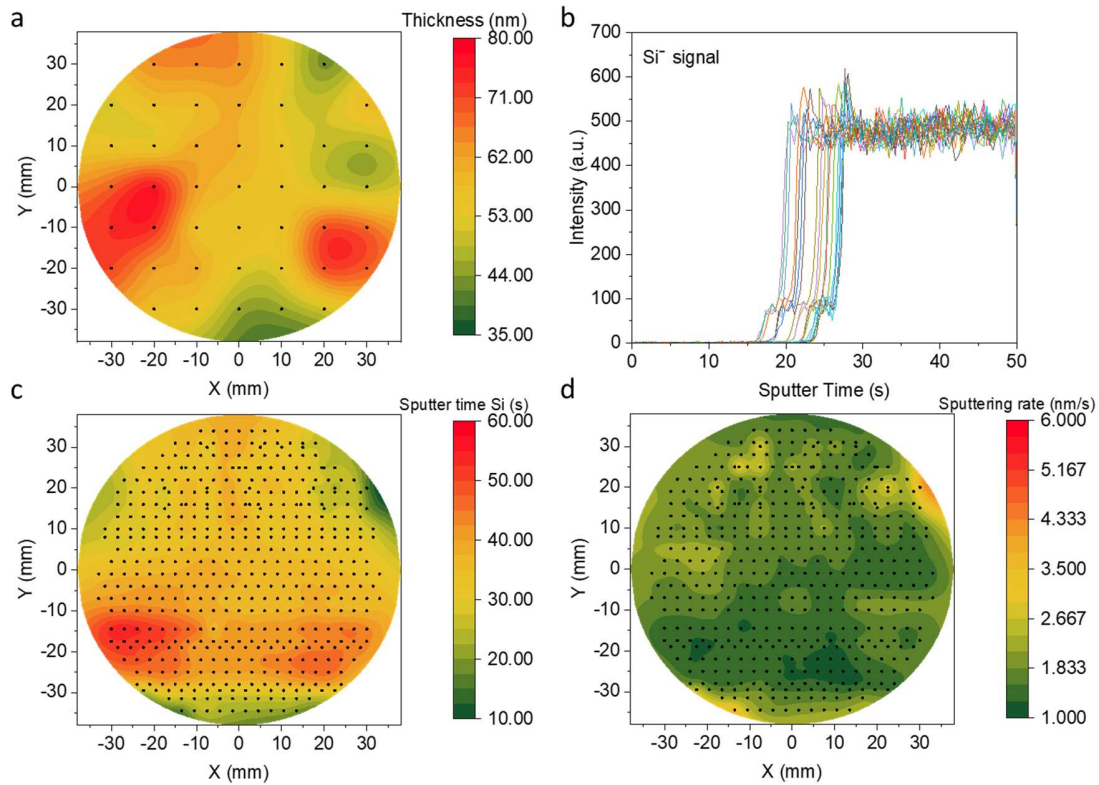 a
Thickness (nm)
80.00
71.00
62.00
53.00
44.00
35.00
30
20
10
0
-10
-20
-30
Y (mm)
-30 -20 -10 0 10 20 30
X (mm)
b
Si⁻ signal
700
600
500
400
300
200
100
0
Intensity (a.u.)
0 10 20 30 40 50
Sputter Time (s)
c
Sputter time Si (s)
60.00
50.00
40.00
30.00
20.00
10.00
30
20
10
0
-10
-20
-30
Y (mm)
-30 -20 -10 0 10 20 30
X (mm)
d
Sputtering rate (nm/s)
6.000
5.167
4.333
3.500
2.667
1.833
1.000
30
20
10
0
-10
-20
-30
Y (mm)
-30 -20 -10 0 10 20 30
X (mm)